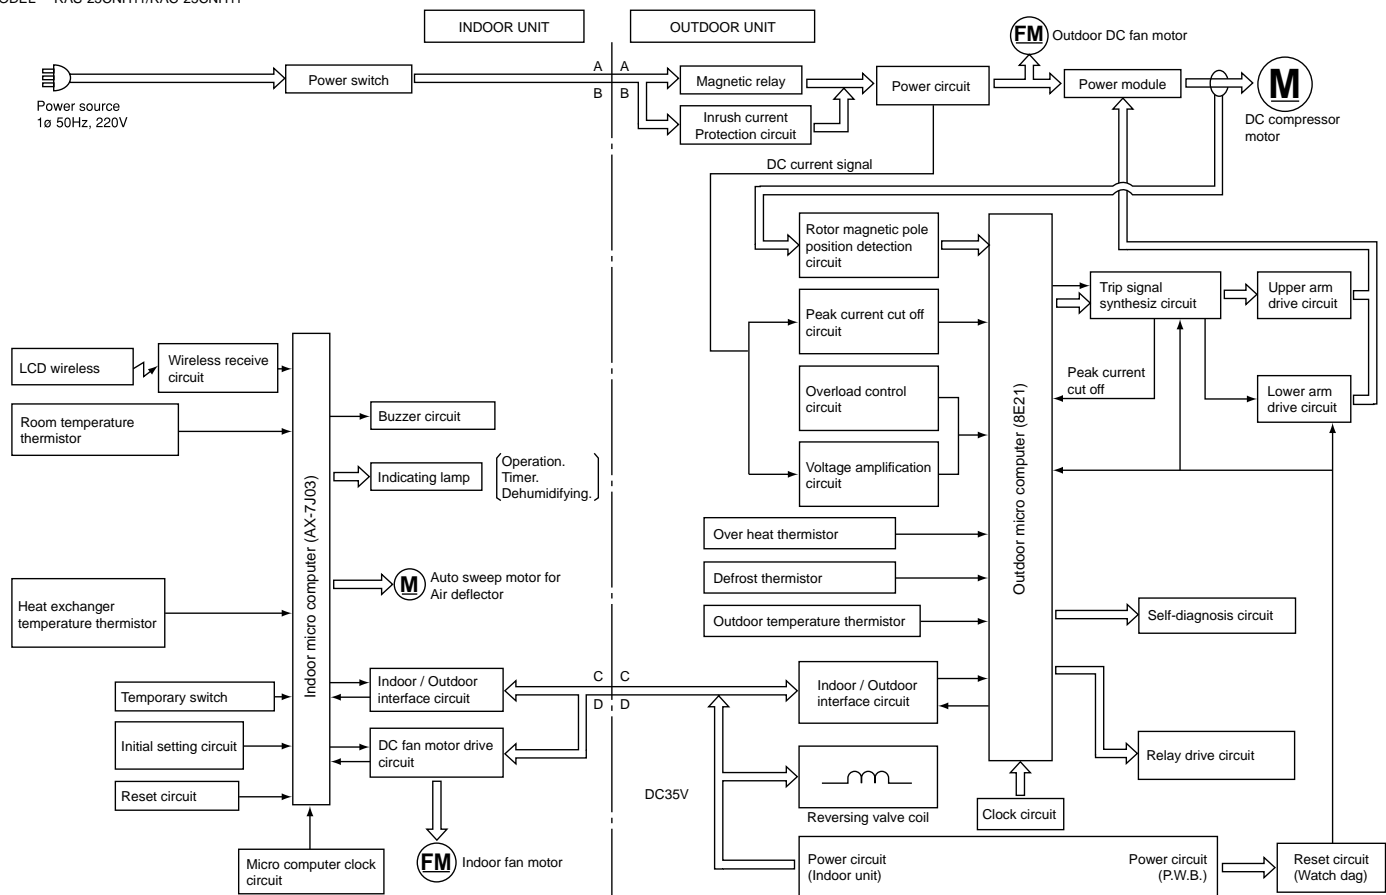 INDOOR UNIT
OUTDOOR UNIT
FM
Outdoor DC fan motor
Power source
1ø 50Hz, 220V
Power switch
A A
B B
Magnetic relay
Inrush current
Protection circuit
Power circuit
Power module
M
DC compressor
motor
DC current signal
Rotor magnetic pole
position detection
circuit
Peak current cut off
circuit
Overload control
circuit
Voltage amplification
circuit
Outdoor micro computer (8E21)
Trip signal
synthesiz circuit
Upper arm
drive circuit
Peak current
cut off
Lower arm
drive circuit
LCD wireless
Wireless receive
circuit
Room temperature
thermistor
Indoor micro computer (AX-7J03)
Buzzer circuit
Indicating lamp
Operation.
Timer.
Dehumidifying.
M
Auto sweep motor for
Air deflector
Heat exchanger
temperature thermistor
Over heat thermistor
Defrost thermistor
Outdoor temperature thermistor
Self-diagnosis circuit
Temporary switch
Indoor / Outdoor
interface circuit
C C
D D
Indoor / Outdoor
interface circuit
Initial setting circuit
DC fan motor drive
circuit
Relay drive circuit
Reset circuit
DC35V
Reversing valve coil
Clock circuit
Micro computer clock
circuit
FM
Indoor fan motor
Power circuit
(Indoor unit)
Power circuit
(P.W.B.)
Reset circuit
(Watch dag)